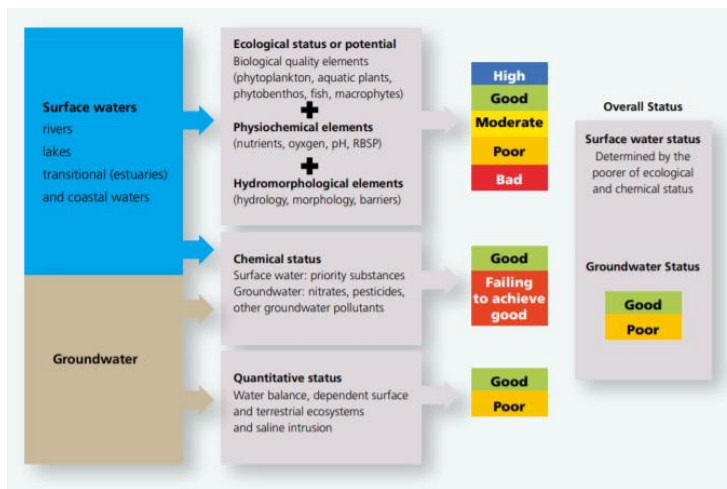 Surface waters
rivers
lakes
transitional (estuaries)
and coastal waters
Groundwater
Ecological status or potential
Biological quality elements
(phytoplankton, aquatic plants,
phytobenthos, fish, macrophytes)
+
Physiochemical elements
(nutrients, oyxgen, pH, RBSP)
+
Hydromorphological elements
(hydrology, morphology, barriers)
Chemical status
Surface water: priority substances
Groundwater: nitrates, pesticides,
other groundwater pollutants
Quantitative status
Water balance, dependent surface
and terrestrial ecosystems
and saline intrusion
High
Good
Moderate
Poor
Bad
Good
Failing
to achieve
good
Good
Poor
Overall Status
Surface water status
Determined by the
poorer of ecological
and chemical status
Groundwater Status
Good
Poor